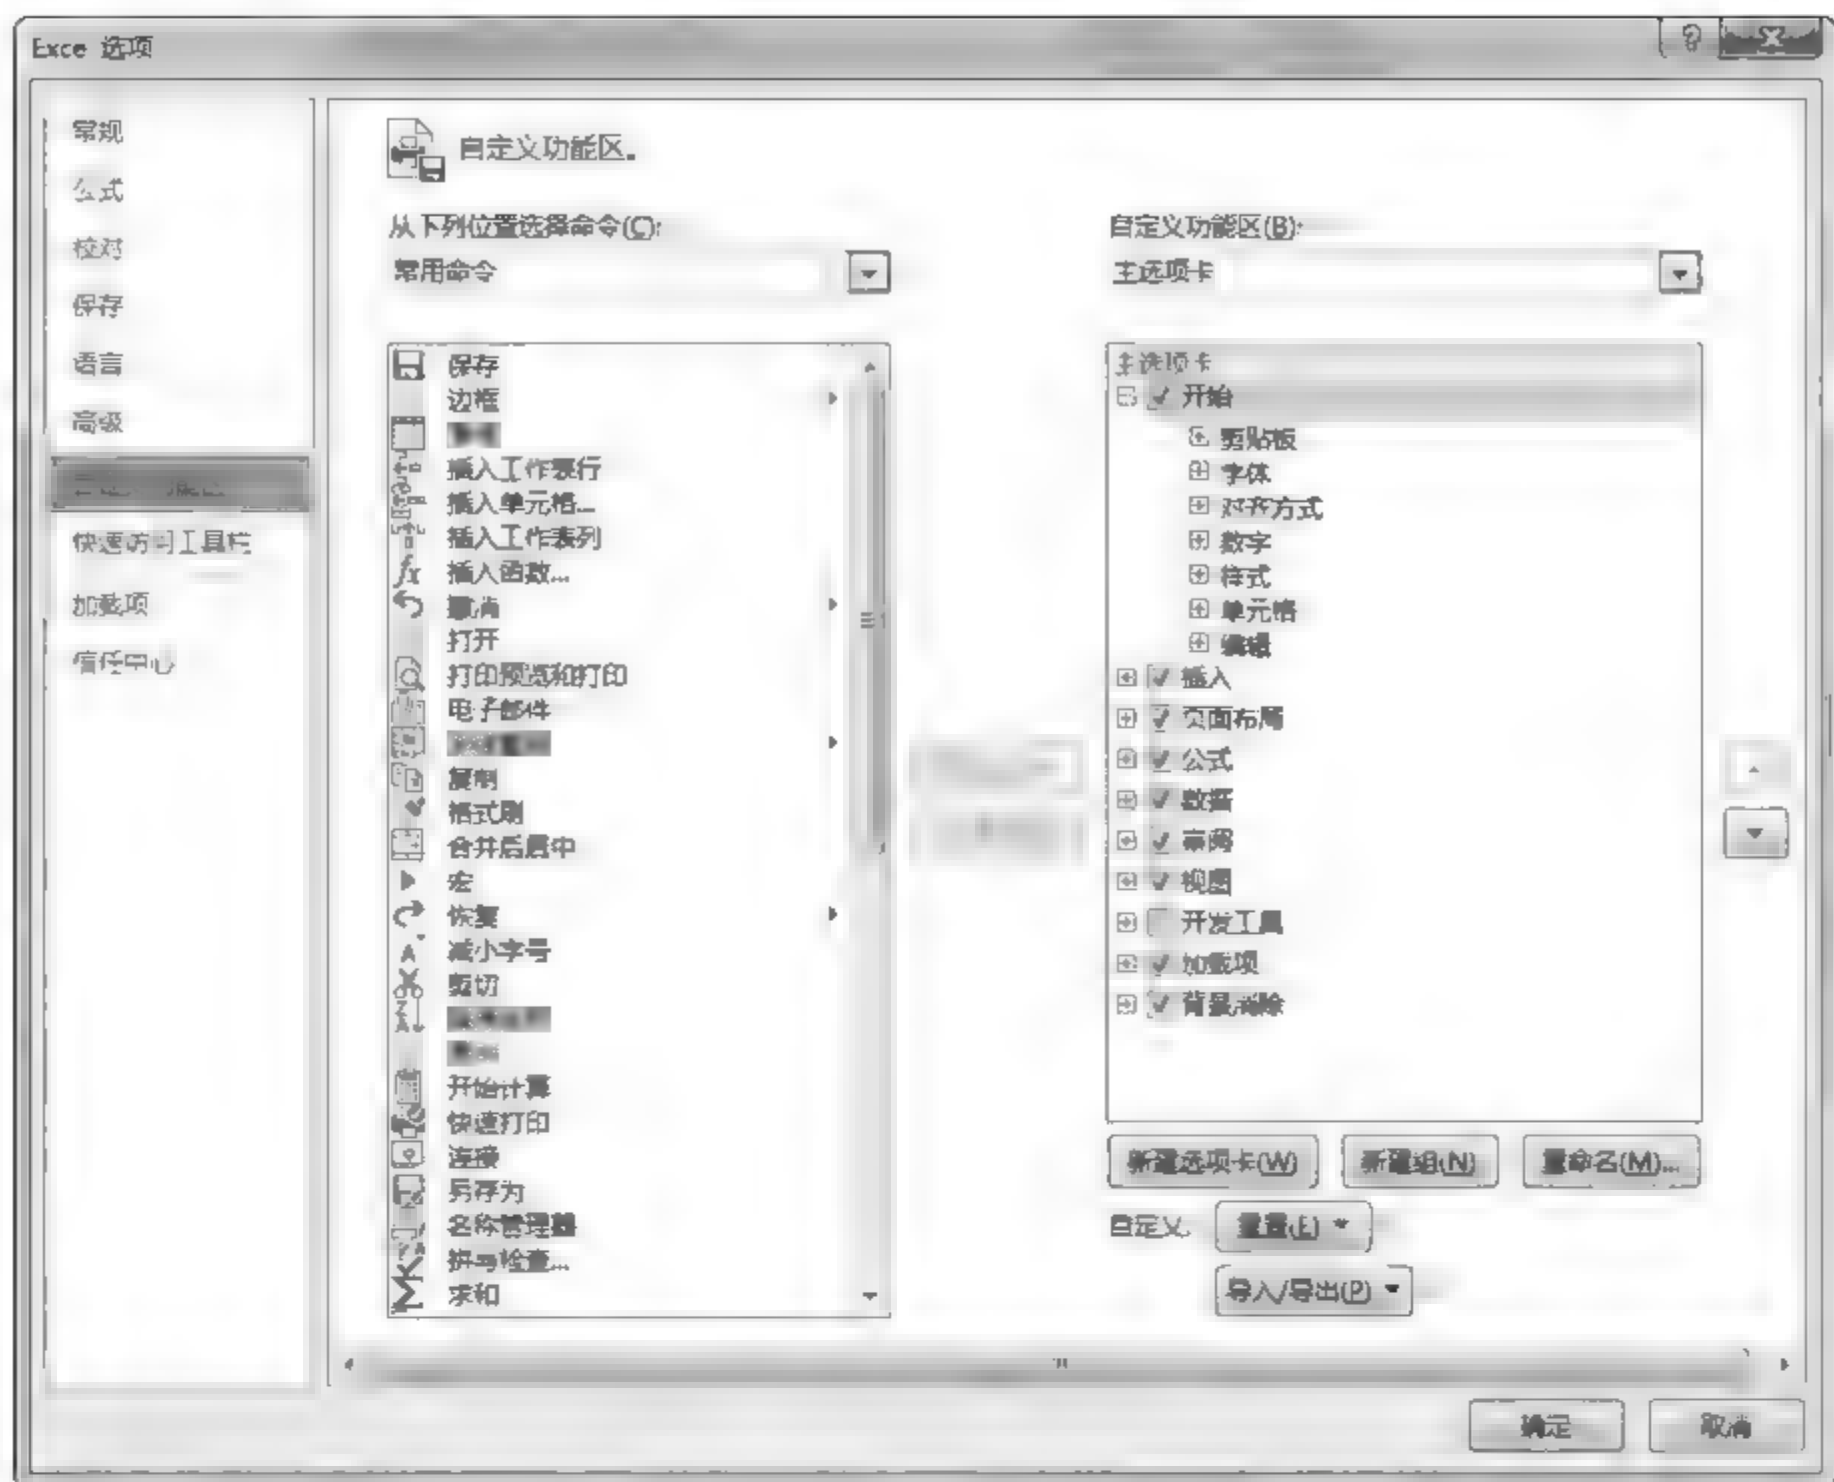 Exce 选项
常规
公式
校对
保存
语言
高级
快速访问工具栏
加载项
信任中心
自定义功能区。
从下列位置选择命令(C):
常用命令
保存
边框
插入工作表行
插入单元格...
插入工作表列
插入函数...
撤消
打开
打印预览和打印
电子邮件
复制
格式刷
合并后居中
宏
恢复
减小字号
剪切
开始计算
快速打印
连接
另存为
名称管理器
拼写检查...
求和
自定义功能区(B):
主选项卡
主选项卡
开始
剪贴板
字体
对齐方式
数字
样式
单元格
编辑
插入
页面布局
公式
数据
审阅
视图
开发工具
加载项
背景消除
新建选项卡(W)
新建组(N)
重命名(M)...
自定义:
重置(E)
导入/导出(P)
确定
取消